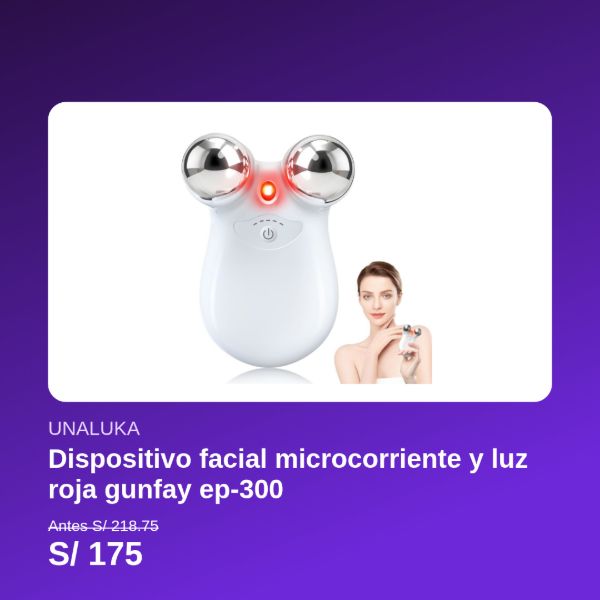 UNALUKA
Dispositivo facial microcorriente y luz
roja gunfay ep-300
Antes S/ 218.75
S/ 175